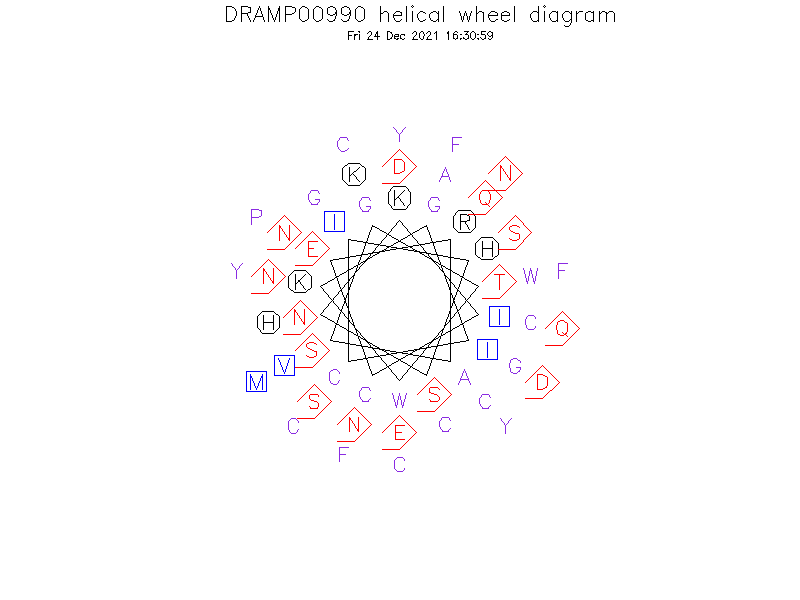 DRAMP00990 helical wheel diagram
Fri 24 Dec 2021 16:30:59
Y
C F
D
K A N
G K Q
G G
P I R
N S
E H
Y N K T W F
H N I C Q
S I
V G
M C A D
S C W S C
C N E C Y
F
C